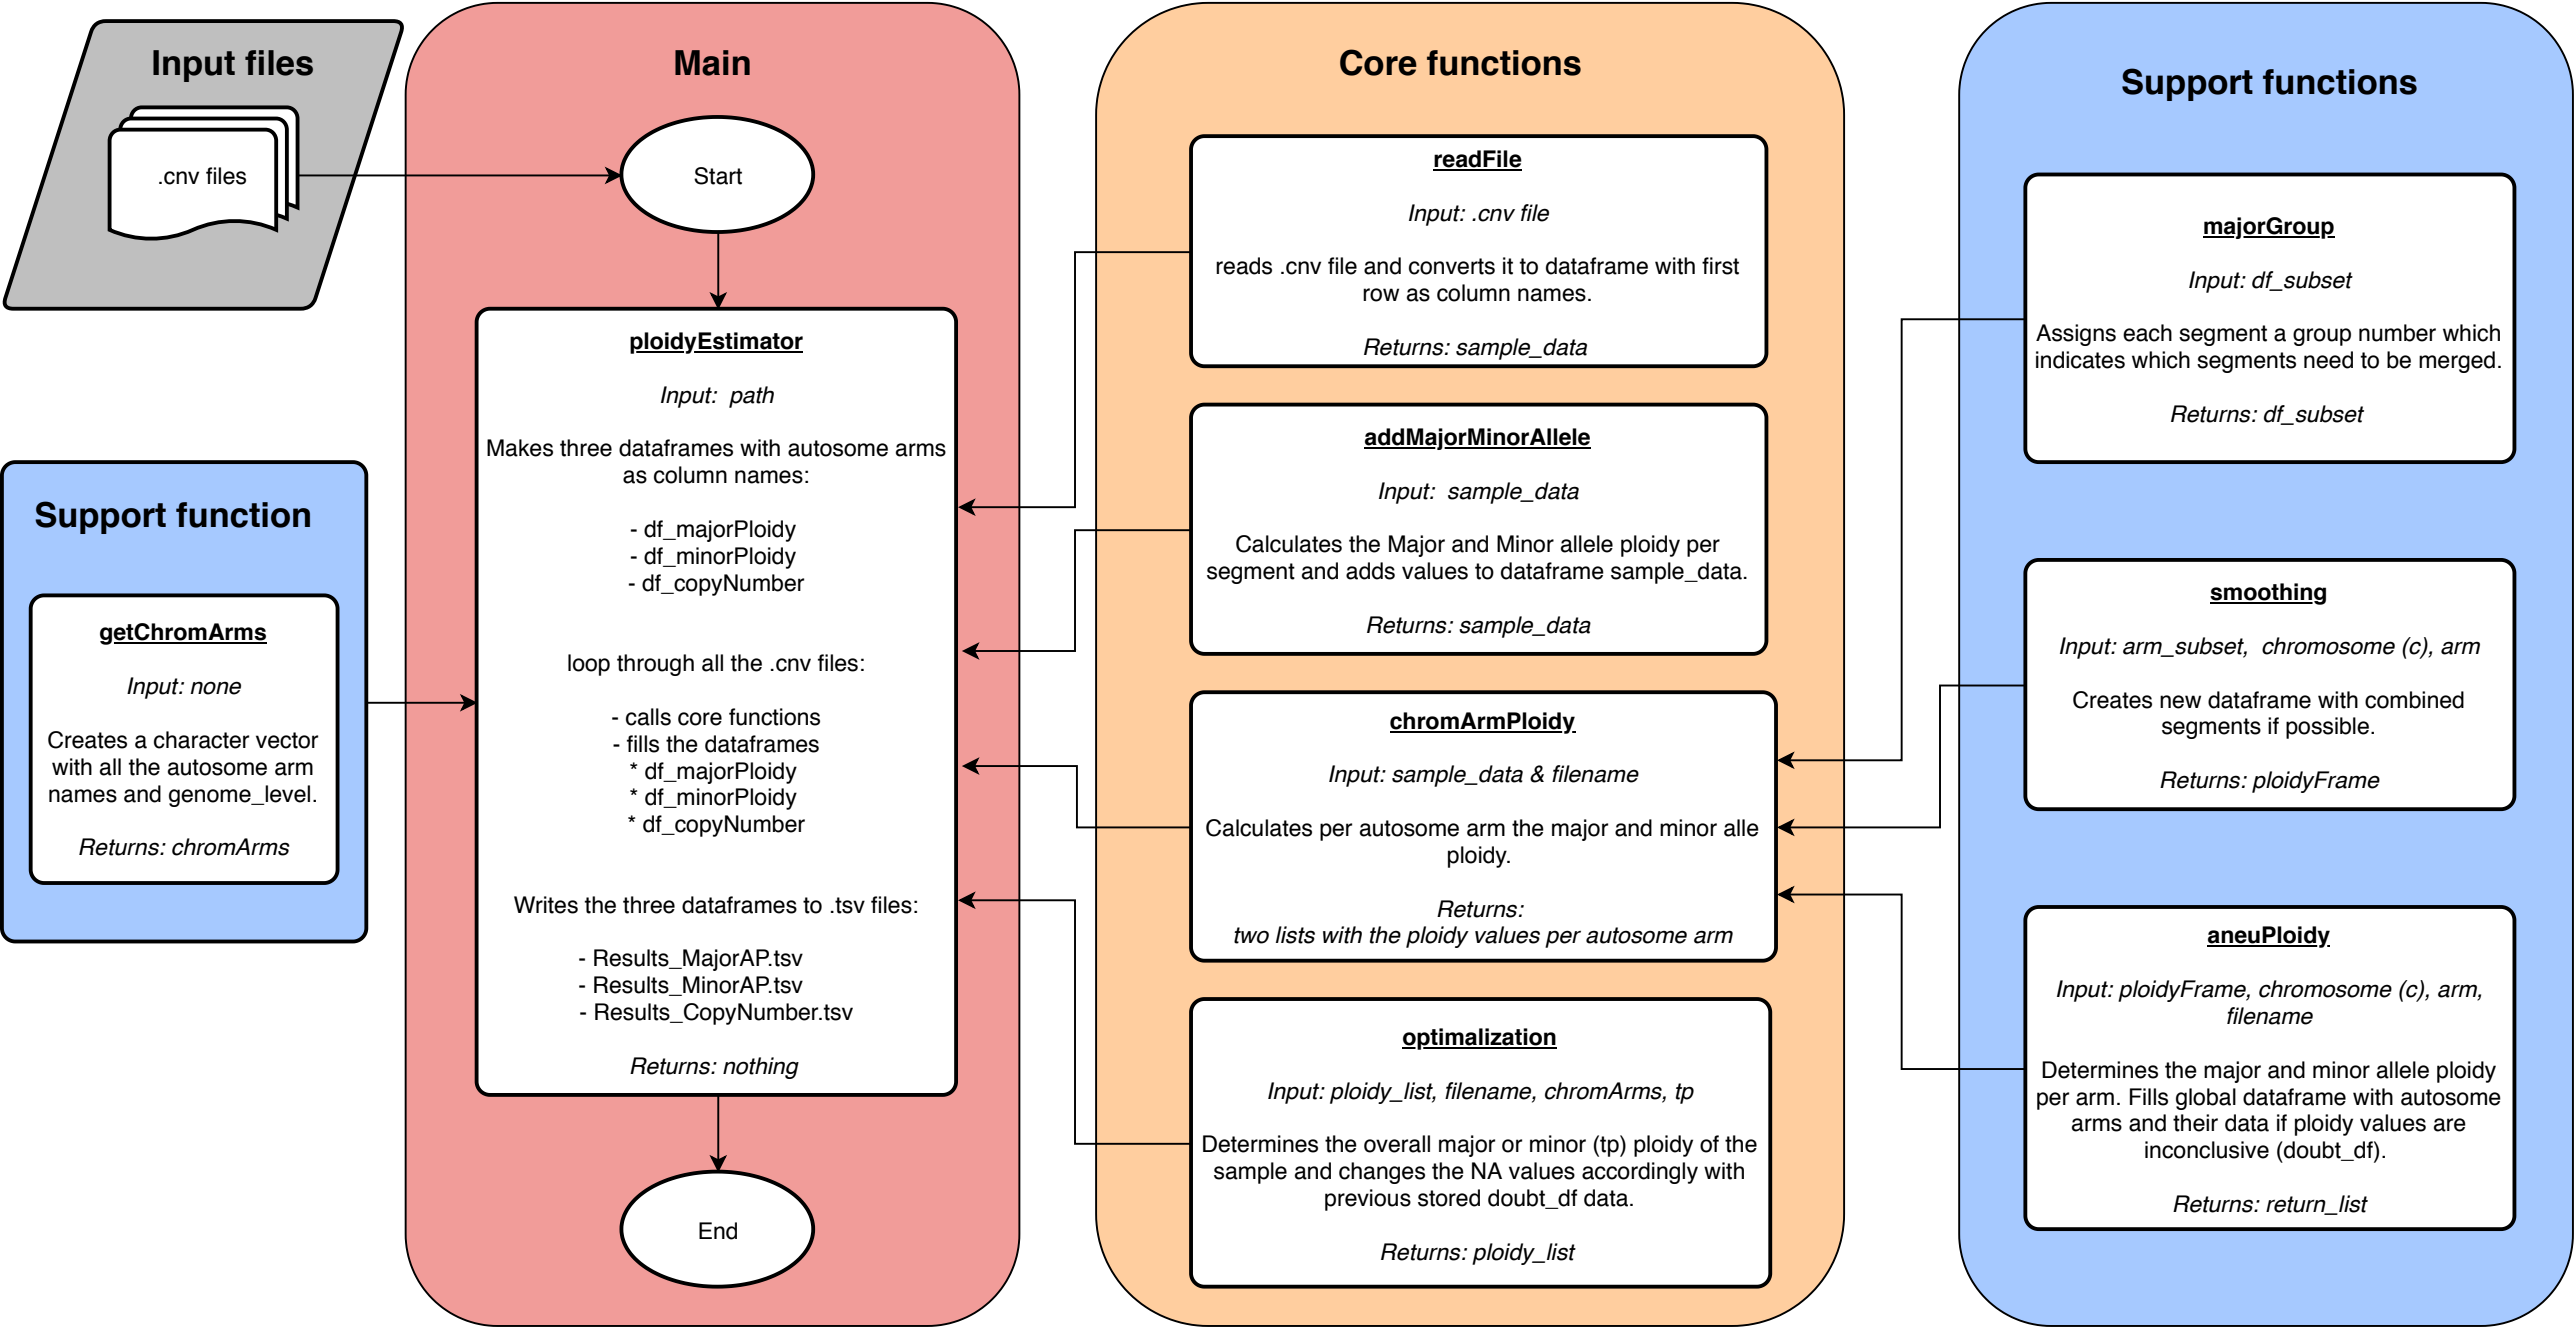 Input files
.cnv files
Support function
getChromArms
Input: none
Creates a character vector
with all the autosome arm
names and genome_level.
Returns: chromArms
Main
Start
ploidyEstimator
Input: path
Makes three dataframes with autosome arms
as column names:
- df_majorPloidy
- df_minorPloidy
- df_copyNumber
loop through all the .cnv files:
- calls core functions
- fills the dataframes
* df_majorPloidy
* df_minorPloidy
* df_copyNumber
Writes the three dataframes to .tsv files:
- Results_MajorAP.tsv
- Results_MinorAP.tsv
- Results_CopyNumber.tsv
Returns: nothing
End
Core functions
readFile
Input: .cnv file
reads .cnv file and converts it to dataframe with first
row as column names.
Returns: sample_data
addMajorMinorAllele
Input: sample_data
Calculates the Major and Minor allele ploidy per
segment and adds values to dataframe sample_data.
Returns: sample_data
chromArmPloidy
Input: sample_data & filename
Calculates per autosome arm the major and minor alle
ploidy.
Returns:
two lists with the ploidy values per autosome arm
optimalization
Input: ploidy_list, filename, chromArms, tp
Determines the overall major or minor (tp) ploidy of the
sample and changes the NA values accordingly with
previous stored doubt_df data.
Returns: ploidy_list
Support functions
majorGroup
Input: df_subset
Assigns each segment a group number which
indicates which segments need to be merged.
Returns: df_subset
smoothing
Input: arm_subset, chromosome (c), arm
Creates new dataframe with combined
segments if possible.
Returns: ploidyFrame
aneuPloidy
Input: ploidyFrame, chromosome (c), arm,
filename
Determines the major and minor allele ploidy
per arm. Fills global dataframe with autosome
arms and their data if ploidy values are
inconclusive (doubt_df).
Returns: return_list